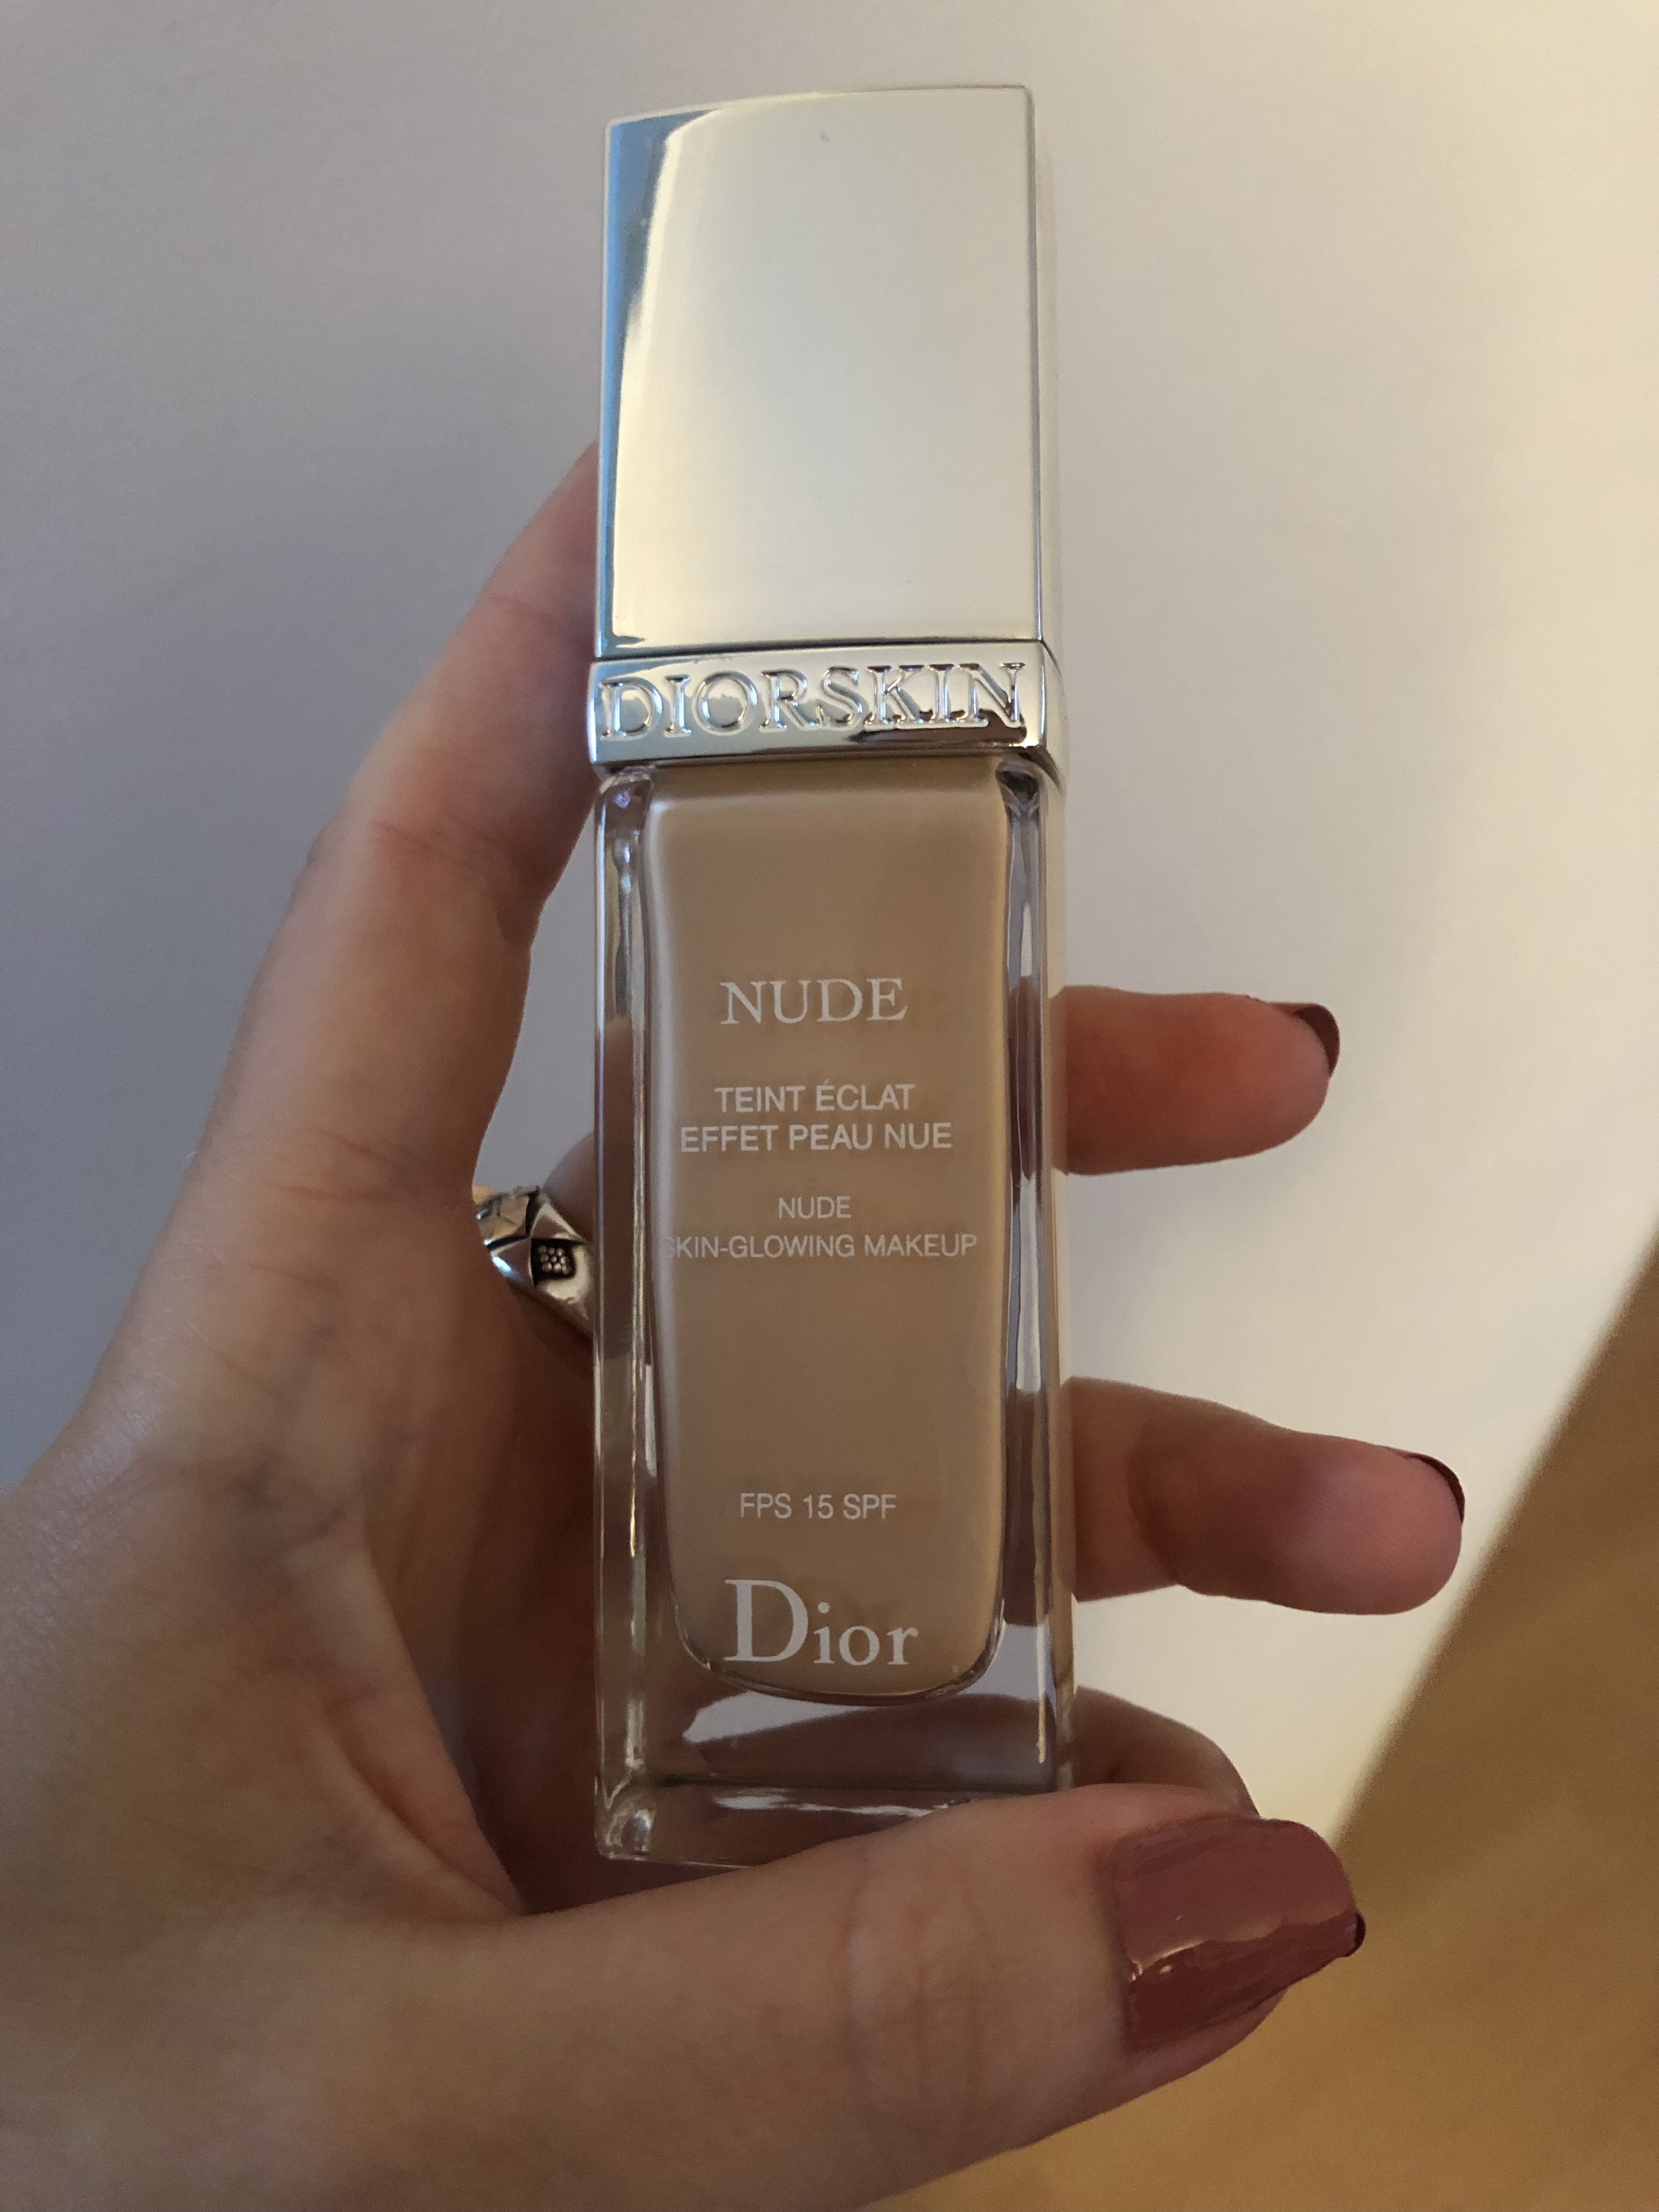 DIORSKIN
NUDE
TEINT ÉCLAT
EFFET PEAU NUE
NUDE
SKIN-GLOWING MAKEUP
FPS 15 SPF
Dior